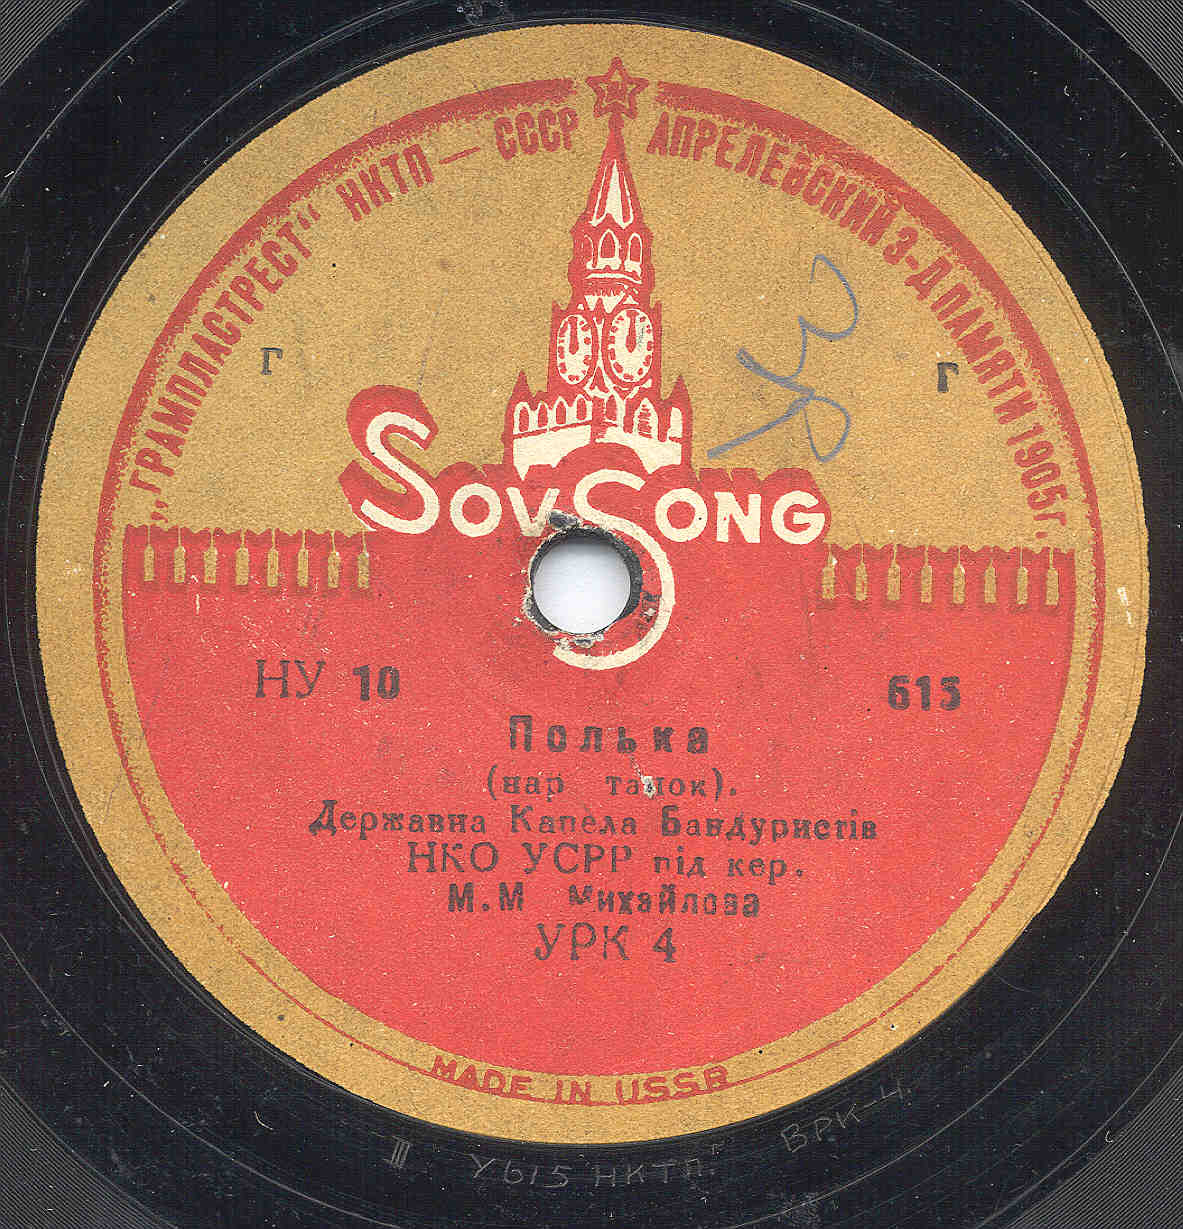 „ГРАМПЛАСТРЕСТ“ НКТП — СССР АПРЕЛЕВСКИЙ З-Д ПАМЯТИ 1905 г.
Г Г
SovSong
НУ 10 615
Полька
(нар танок).
Державна Капела Бандуристів
НКО УСРР під кер.
М.М Михайлова
УРК 4
MADE IN USSR
III У615 НКТП. ВРК-4.